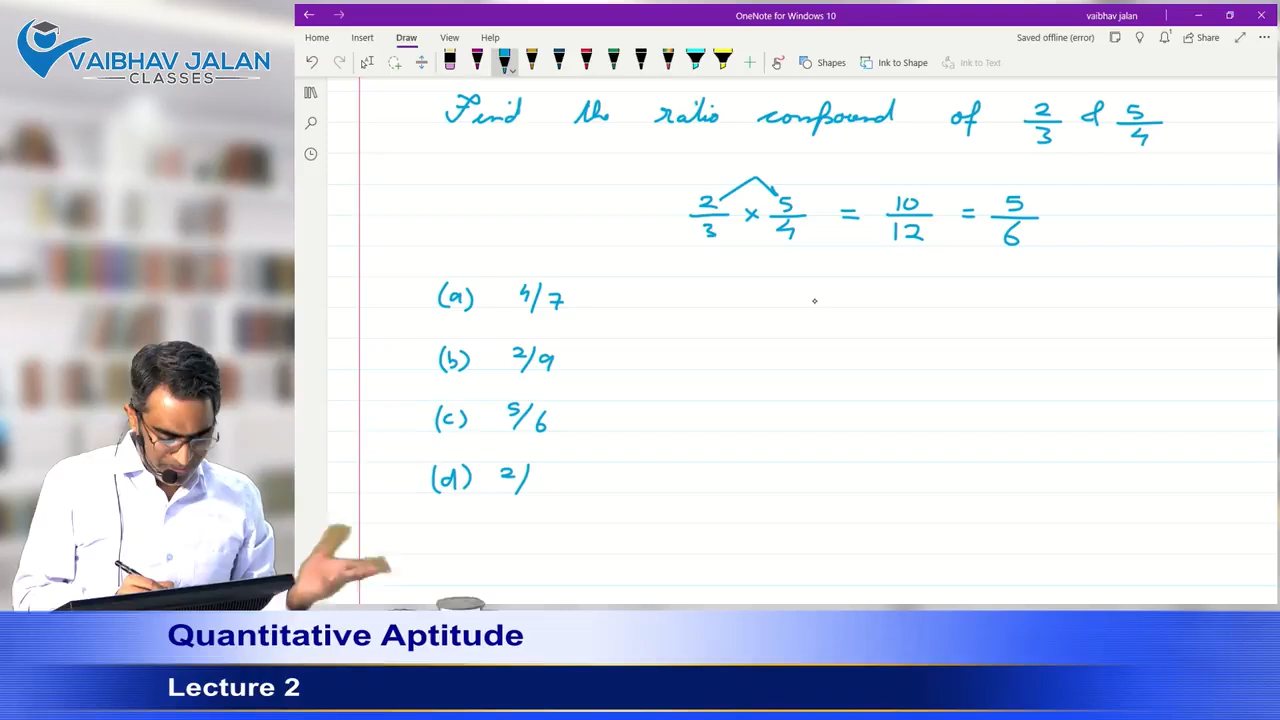 VAIBHAV JALAN
CLASSES
OneNote for Windows 10
vaibhav jalan
Home Insert Draw View Help
Saved offline (error)
Share
Shapes
Ink to Shape
Ink to Text
Find the ratio compound of 2/3 & 5/4
2/3 × 5/4 = 10/12 = 5/6
(a) 4/7
(b) 2/9
(c) 5/6
(d) 2/
Quantitative Aptitude
Lecture 2